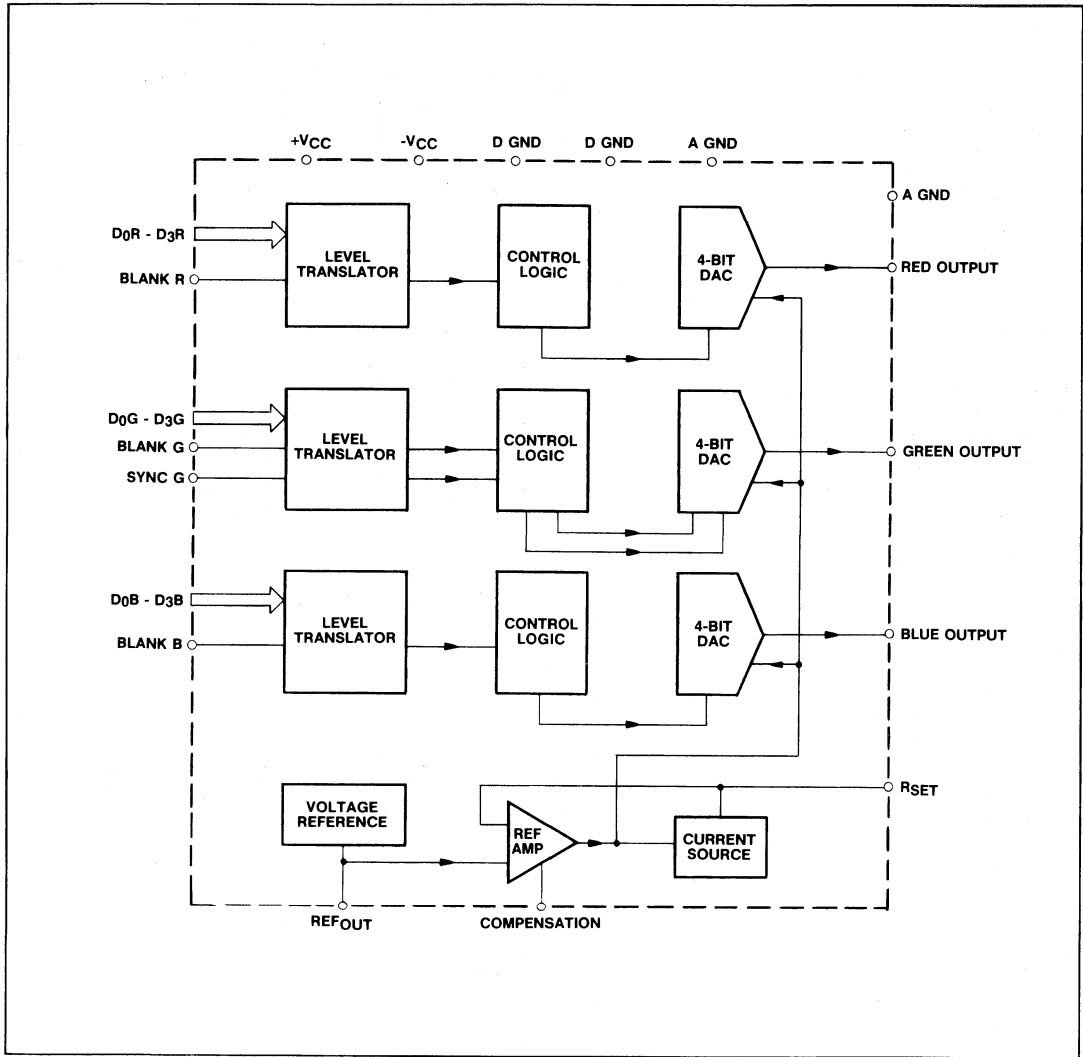 +VCC
-VCC
D GND
D GND
A GND
A GND
D0R - D3R
BLANK R
LEVEL
TRANSLATOR
CONTROL
LOGIC
4-BIT
DAC
RED OUTPUT
D0G - D3G
BLANK G
SYNC G
LEVEL
TRANSLATOR
CONTROL
LOGIC
4-BIT
DAC
GREEN OUTPUT
D0B - D3B
BLANK B
LEVEL
TRANSLATOR
CONTROL
LOGIC
4-BIT
DAC
BLUE OUTPUT
VOLTAGE
REFERENCE
REF
AMP
CURRENT
SOURCE
RSET
REFOUT
COMPENSATION